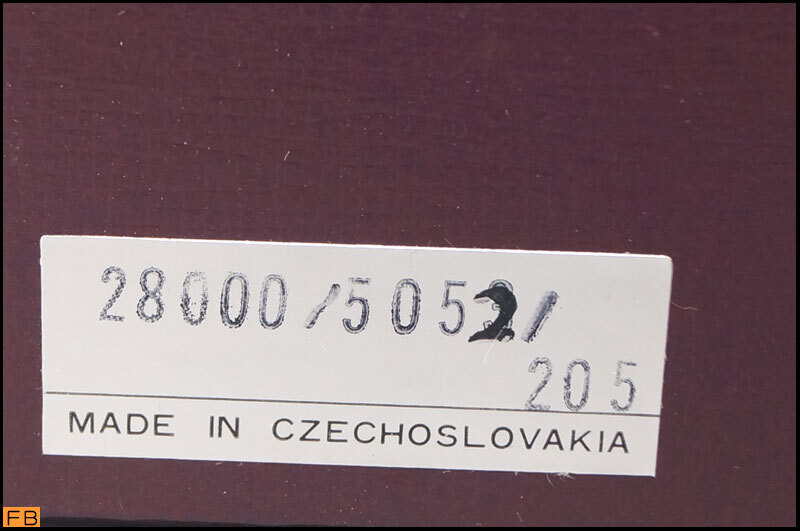 28000/5052/
205
MADE IN CZECHOSLOVAKIA
FB